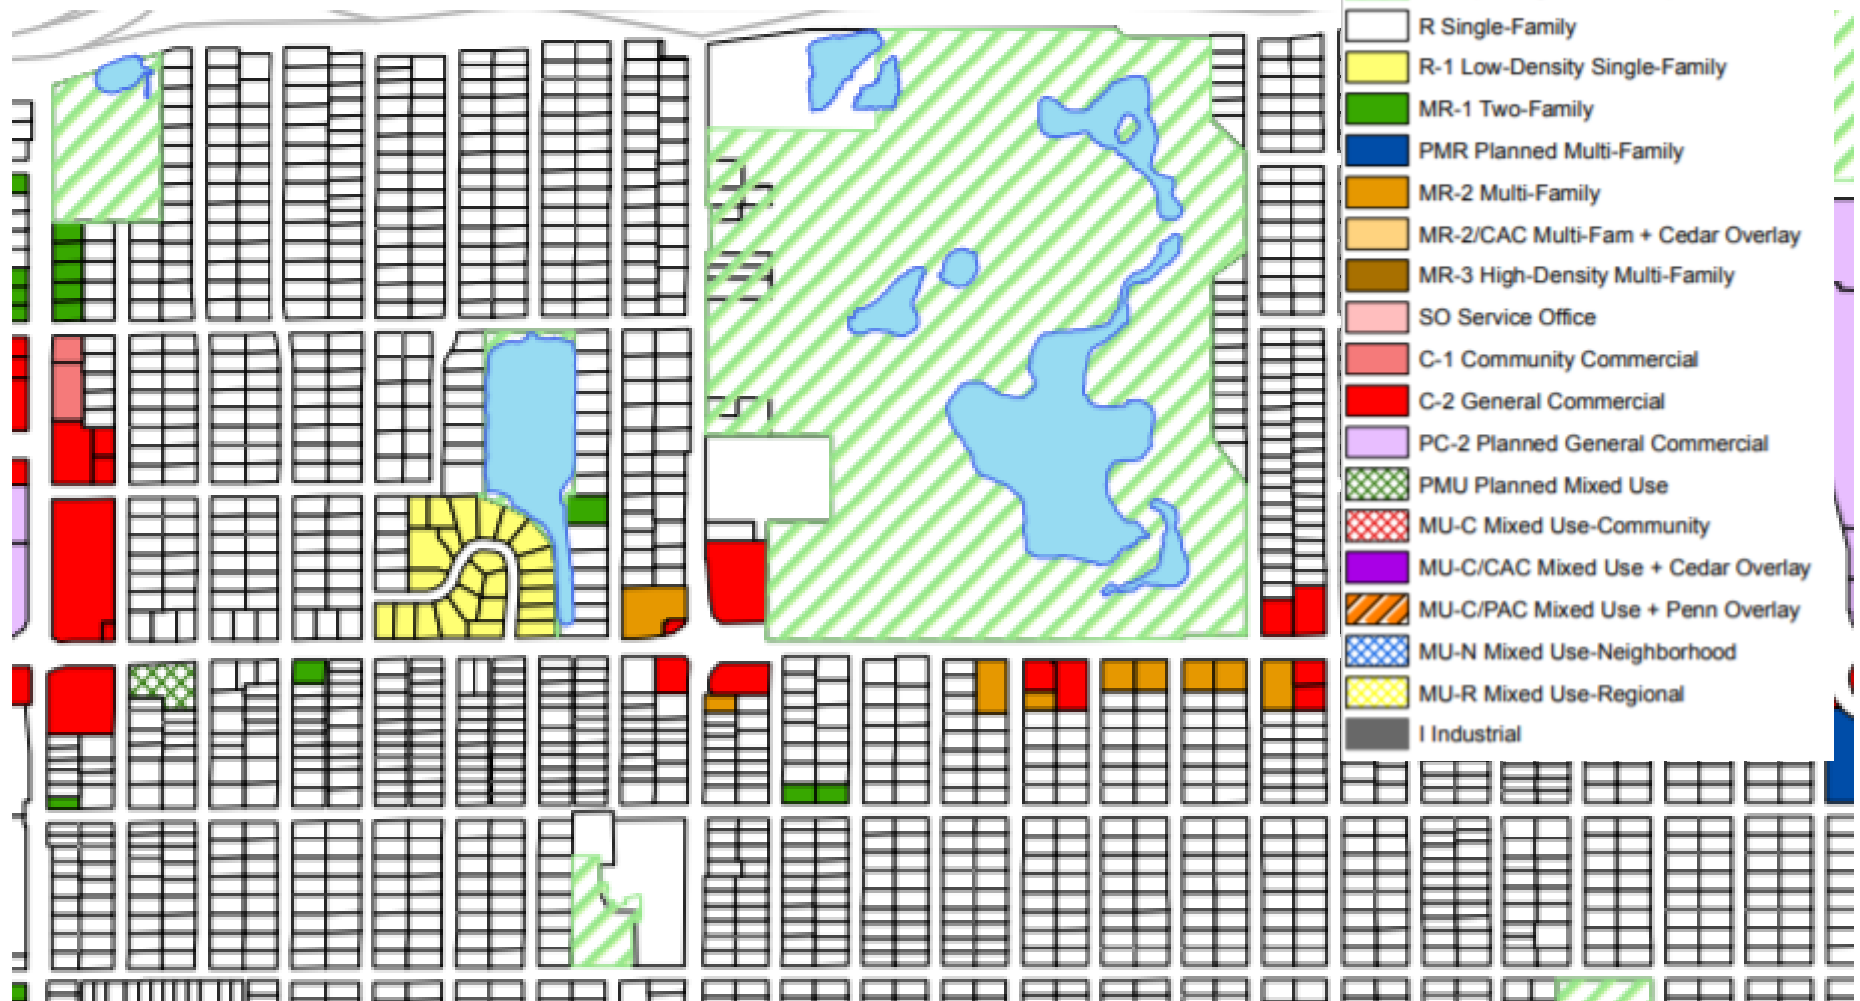 R Single-Family
R-1 Low-Density Single-Family
MR-1 Two-Family
PMR Planned Multi-Family
MR-2 Multi-Family
MR-2/CAC Multi-Fam + Cedar Overlay
MR-3 High-Density Multi-Family
SO Service Office
C-1 Community Commercial
C-2 General Commercial
PC-2 Planned General Commercial
PMU Planned Mixed Use
MU-C Mixed Use-Community
MU-C/CAC Mixed Use + Cedar Overlay
MU-C/PAC Mixed Use + Penn Overlay
MU-N Mixed Use-Neighborhood
MU-R Mixed Use-Regional
I Industrial